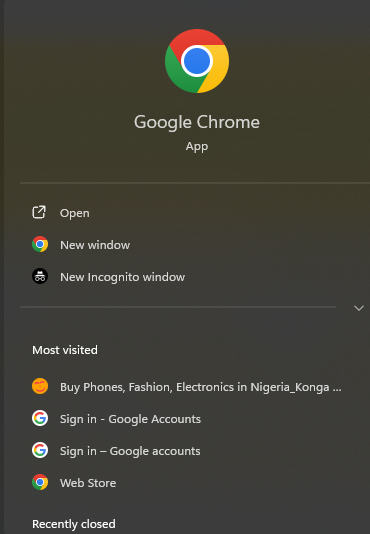 Google Chrome
App
Open
New window
New Incognito window
Most visited
Buy Phones, Fashion, Electronics in Nigeria_Konga ...
Sign in - Google Accounts
Sign in – Google accounts
Web Store
Recently closed